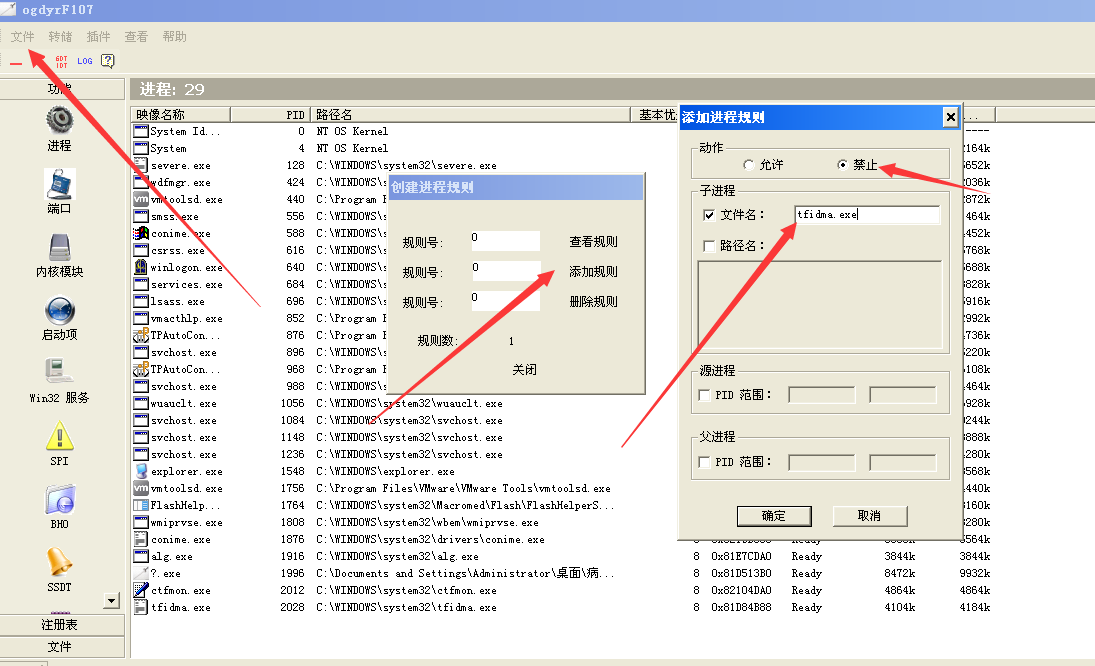 ogdyrF107
文件 转储 插件 查看 帮助
GDT IDT LOG
功能
进程
端口
内核模块
启动项
Win32 服务
SPI
BHO
SSDT
注册表
文件
进程: 29
映像名称 PID 路径名 基本优
System Id... 0 NT OS Kernel
System 4 NT OS Kernel 2164k
severe.exe 128 C:\WINDOWS\system32\severe.exe 5652k
wdfmgr.exe 424 C:\WINDOWS\s 2036k
vmtoolsd.exe 440 C:\Program F 2872k
smss.exe 556 C:\WINDOWS\s 464k
conime.exe 588 C:\WINDOWS\s 1452k
csrss.exe 616 C:\WINDOWS\s 5768k
winlogon.exe 640 C:\WINDOWS\s 5688k
services.exe 684 C:\WINDOWS\s 3828k
lsass.exe 696 C:\WINDOWS\s 5916k
vmacthlp.exe 852 C:\Program F 2992k
TPAutoCon... 876 C:\Program F 4736k
svchost.exe 896 C:\WINDOWS\s 5220k
TPAutoCon... 968 C:\Program F 4368k
svchost.exe 988 C:\WINDOWS\s 4464k
wuauclt.exe 1056 C:\WINDOWS\system32\wuauclt.exe 5928k
svchost.exe 1084 C:\WINDOWS\system32\svchost.exe 0244k
svchost.exe 1148 C:\WINDOWS\system32\svchost.exe 3888k
svchost.exe 1236 C:\WINDOWS\system32\svchost.exe 4280k
explorer.exe 1548 C:\WINDOWS\explorer.exe 8568k
vmtoolsd.exe 1756 C:\Program Files\VMware\VMware Tools\vmtoolsd.exe 4440k
FlashHelp... 1764 C:\WINDOWS\system32\Macromed\Flash\FlashHelperS... 3160k
wmiprvse.exe 1808 C:\WINDOWS\system32\wbem\wmiprvse.exe 3280k
conime.exe 1892 C:\WINDOWS\system32\drivers\conime.exe 8 Ready 3564k
alg.exe 1916 C:\WINDOWS\system32\alg.exe 8 0x81E7CDA0 Ready 3844k 3844k
?.exe 1996 C:\Documents and Settings\Administrator\桌面\病... 8 0x81D513B0 Ready 8472k 9932k
ctfmon.exe 2012 C:\WINDOWS\system32\ctfmon.exe 8 0x82104DA0 Ready 4864k 4864k
tfidma.exe 2028 C:\WINDOWS\system32\tfidma.exe 8 0x81D84B88 Ready 4104k 4184k
创建进程规则
规则号: 0 查看规则
规则号: 0 添加规则
规则号: 0 删除规则
规则数: 1
关闭
添加进程规则
动作
允许 禁止
子进程
文件名: tfidma.exe
路径名:
源进程
PID 范围:
父进程
PID 范围:
确定 取消